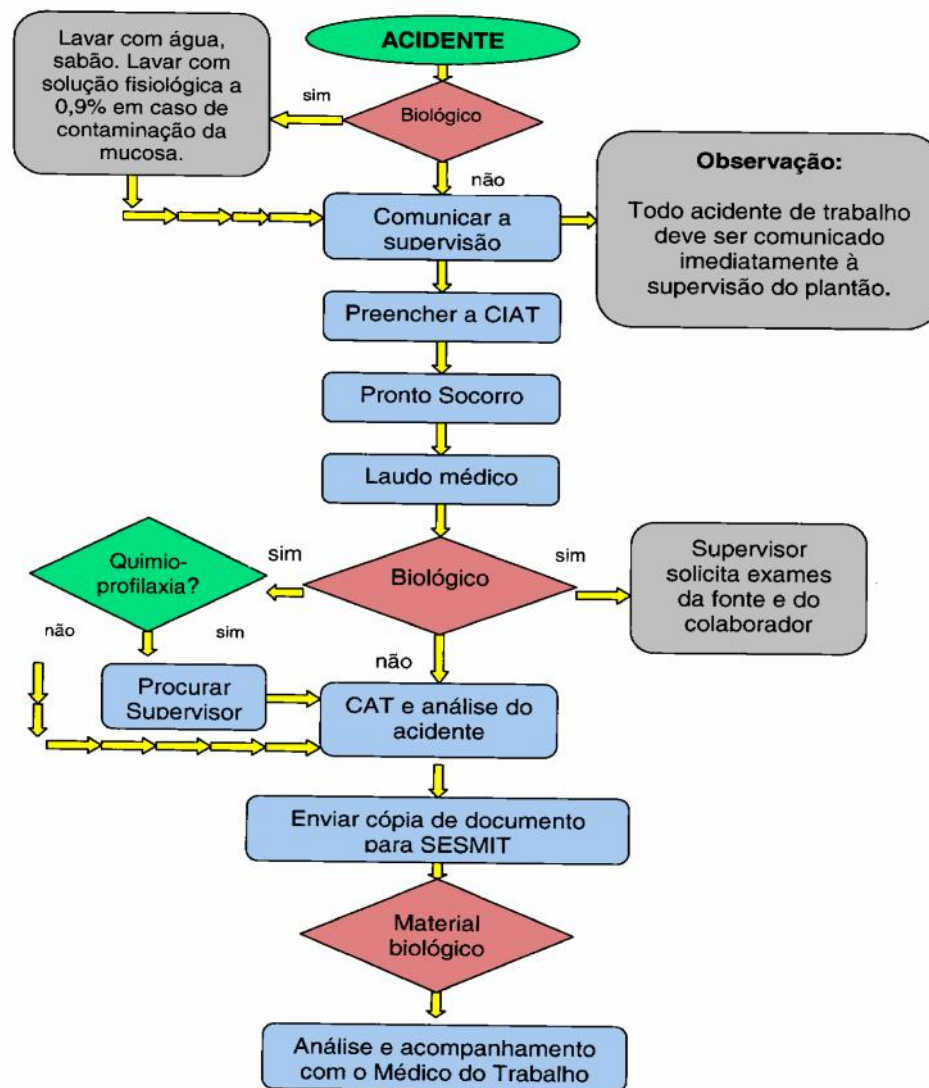 ACIDENTE
Lavar com água,
sabão. Lavar com
solução fisiológica a
0,9% em caso de
contaminação da
mucosa.
sim
Biológico
não
Observação:
Todo acidente de trabalho
deve ser comunicado
imediatamente à
supervisão do plantão.
Comunicar a
supervisão
Preencher a CIAT
Pronto Socorro
Laudo médico
Quimio-
profilaxia?
sim
Biológico
sim
Supervisor
solicita exames
da fonte e do
colaborador
não
sim
não
Procurar
Supervisor
CAT e análise do
acidente
Enviar cópia de documento
para SESMIT
Material
biológico
Análise e acompanhamento
com o Médico do Trabalho